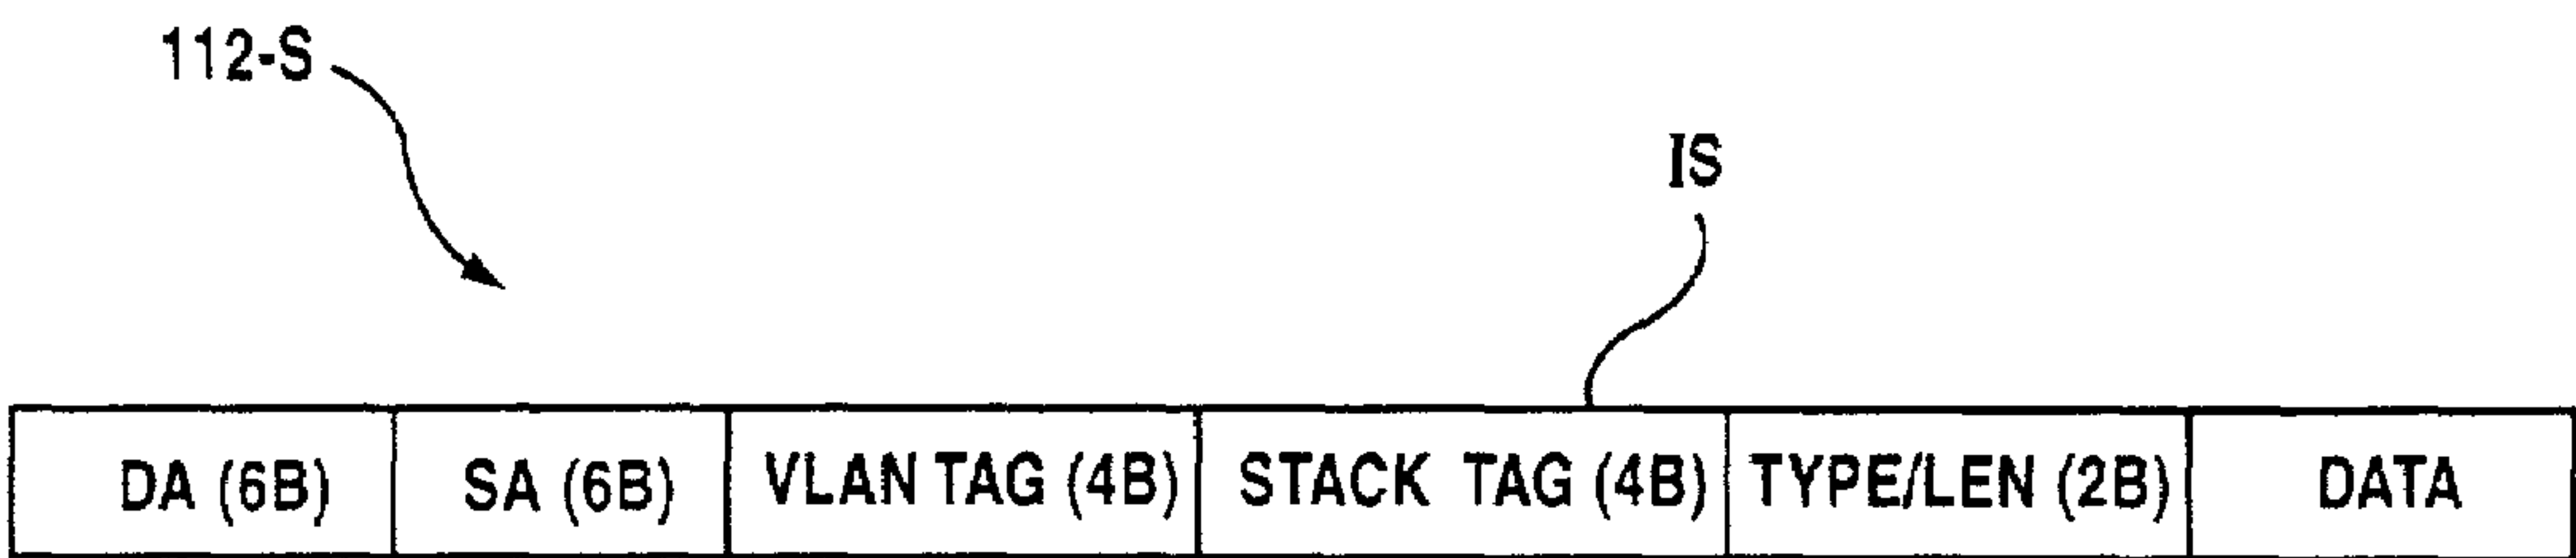 112-S
IS
DA (6B) SA (6B) VLAN TAG (4B) STACK TAG (4B) TYPE/LEN (2B) DATA